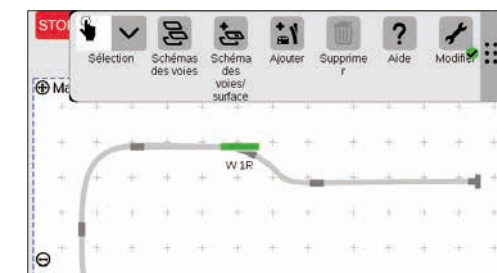 STO
Sélection
Schémas
des voies
Schéma
des
voies/
surface
Ajouter
Supprime
r
?
Aide
Modifier
Ma
W 1R